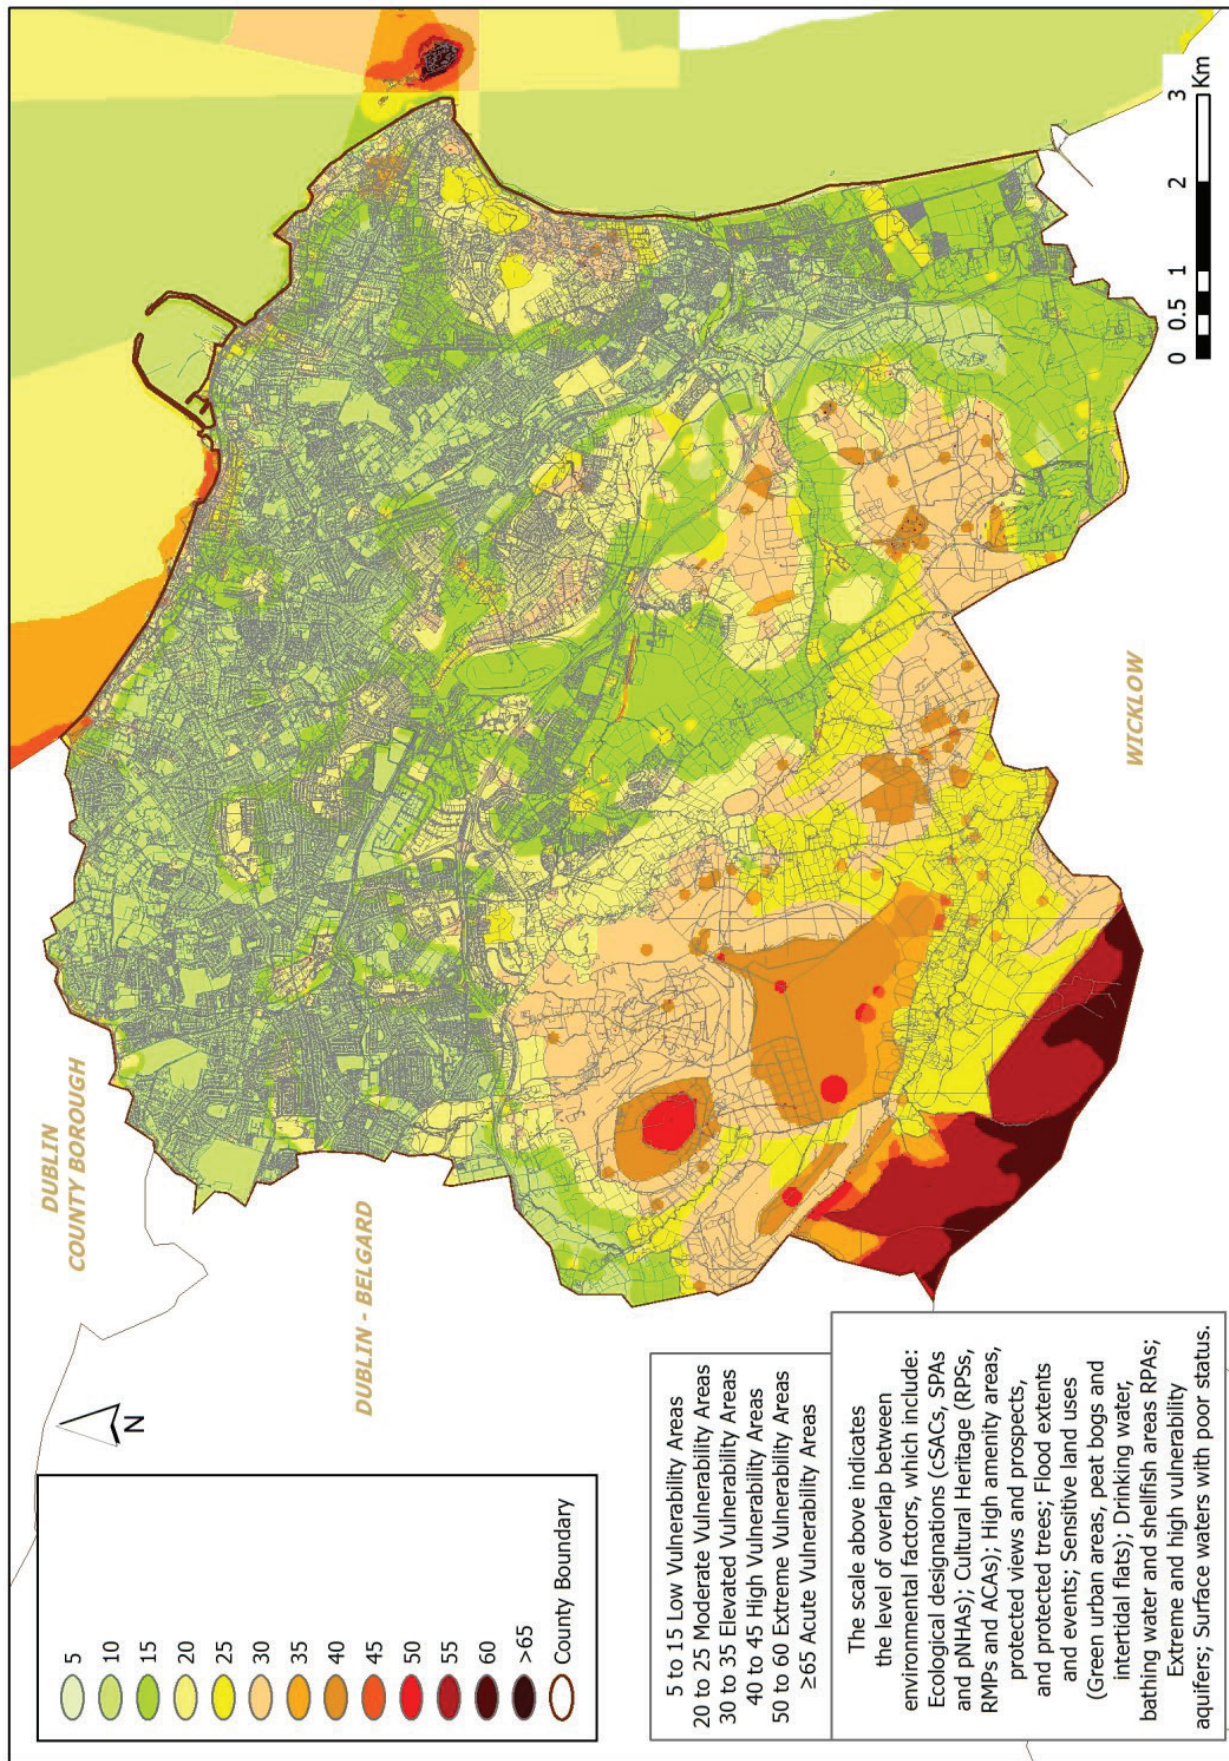 5
10
15
20
25
30
35
40
45
50
55
60
>65
County Boundary
5 to 15 Low Vulnerability Areas
20 to 25 Moderate Vulnerability Areas
30 to 35 Elevated Vulnerability Areas
40 to 45 High Vulnerability Areas
50 to 60 Extreme Vulnerability Areas
≥65 Acute Vulnerability Areas
The scale above indicates
the level of overlap between
environmental factors, which include:
Ecological designations (cSACs, SPAs
and pNHAs); Cultural Heritage (RPSs,
RMPs and ACAs); High amenity areas,
protected views and prospects,
and protected trees; Flood extents
and events; Sensitive land uses
(Green urban areas, peat bogs and
intertidal flats); Drinking water,
bathing water and shellfish areas RPAs;
Extreme and high vulnerability
aquifers; Surface waters with poor status.
N
DUBLIN
COUNTY BOROUGH
DUBLIN - BELGARD
WICKLOW
0 0.5 1 2 3
Km